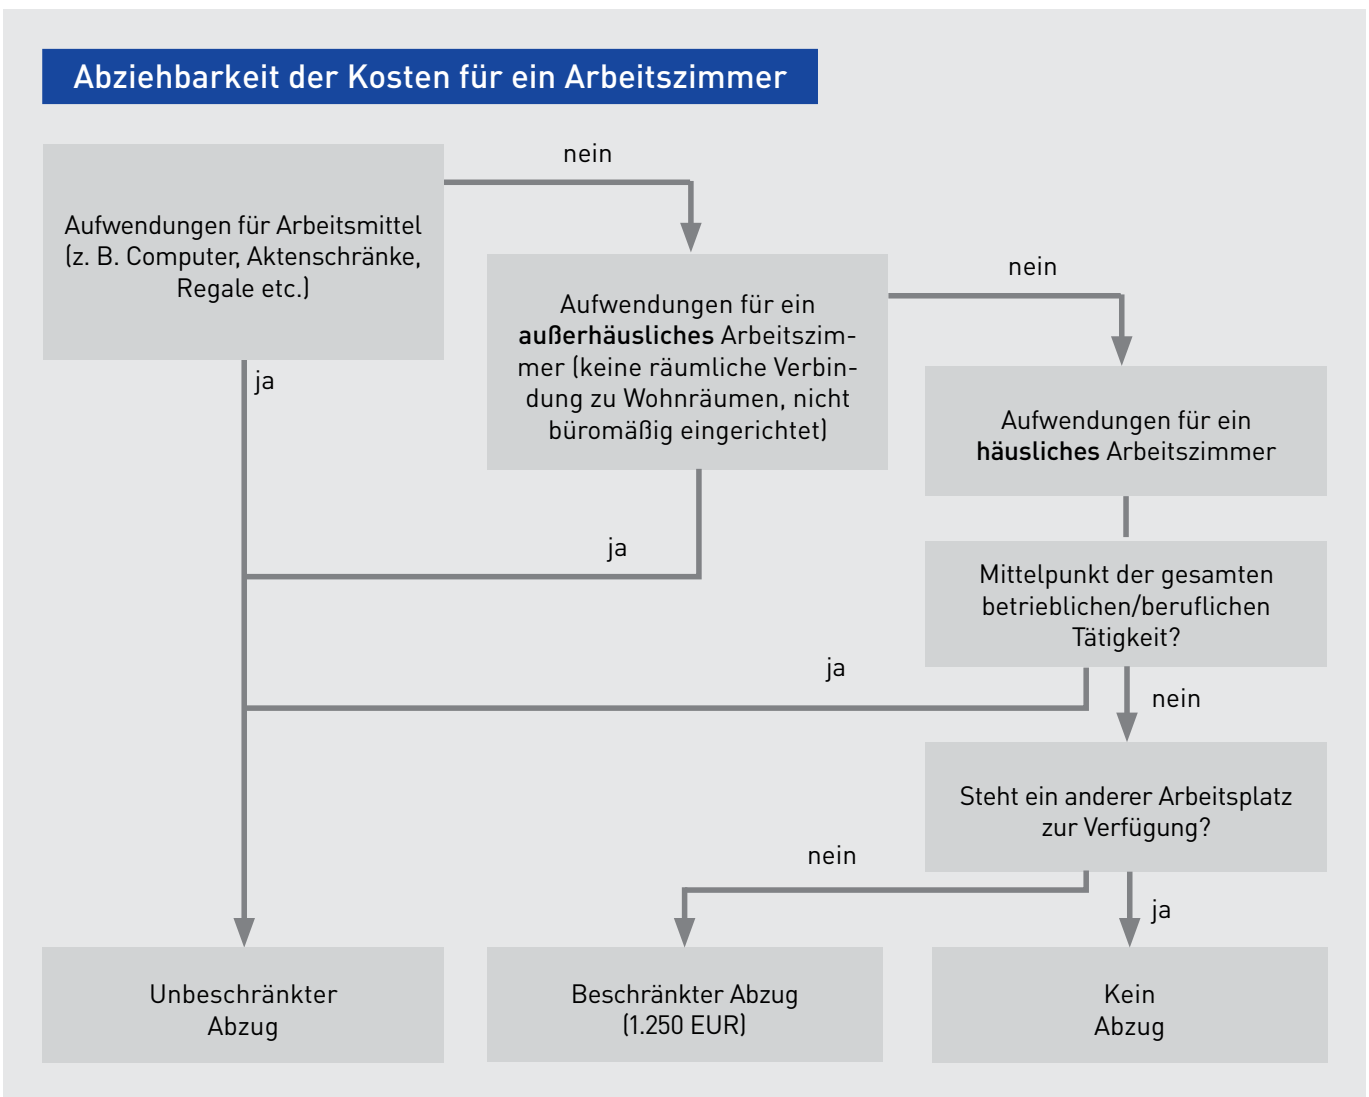 Abziehbarkeit der Kosten für ein Arbeitszimmer
nein
Aufwendungen für Arbeitsmittel
(z. B. Computer, Aktenschränke,
Regale etc.)
ja
nein
Aufwendungen für ein
außerhäusliches Arbeitszim-
mer (keine räumliche Verbin-
dung zu Wohnräumen, nicht
büromäßig eingerichtet)
ja
Aufwendungen für ein
häusliches Arbeitszimmer
Mittelpunkt der gesamten
betrieblichen/beruflichen
Tätigkeit?
ja
nein
Steht ein anderer Arbeitsplatz
zur Verfügung?
nein
ja
Unbeschränkter
Abzug
Beschränkter Abzug
(1.250 EUR)
Kein
Abzug